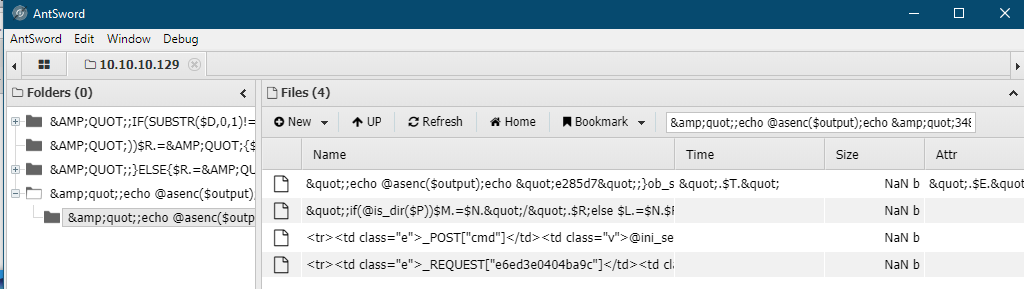 AntSword
AntSword Edit Window Debug
10.10.10.129
Folders (0)
&AMP;QUOT;;IF(SUBSTR($D,0,1)!=
&AMP;QUOT;))$R.=&AMP;QUOT;{$
&AMP;QUOT;;}ELSE{$R.=&AMP;QUOT;
&amp;quot;;echo @asenc($output);
&amp;quot;;echo @asenc($outp
Files (4)
New UP Refresh Home Bookmark &amp;quot;;echo @asenc($output);echo &amp;quot;348
Name Time Size Attr
&quot;;echo @asenc($output);echo &quot;e285d7&quot;;}ob_s &quot;.$T.&quot; NaN b &quot;.$E.&quot;
&quot;;if(@is_dir($P))$M.=$N.&quot;/&quot;.$R;else $L.=$N.$R NaN b
<tr><td class="e">_POST["cmd"]</td><td class="v">@ini_se NaN b
<tr><td class="e">_REQUEST["e6ed3e0404ba9c"]</td><td cla NaN b